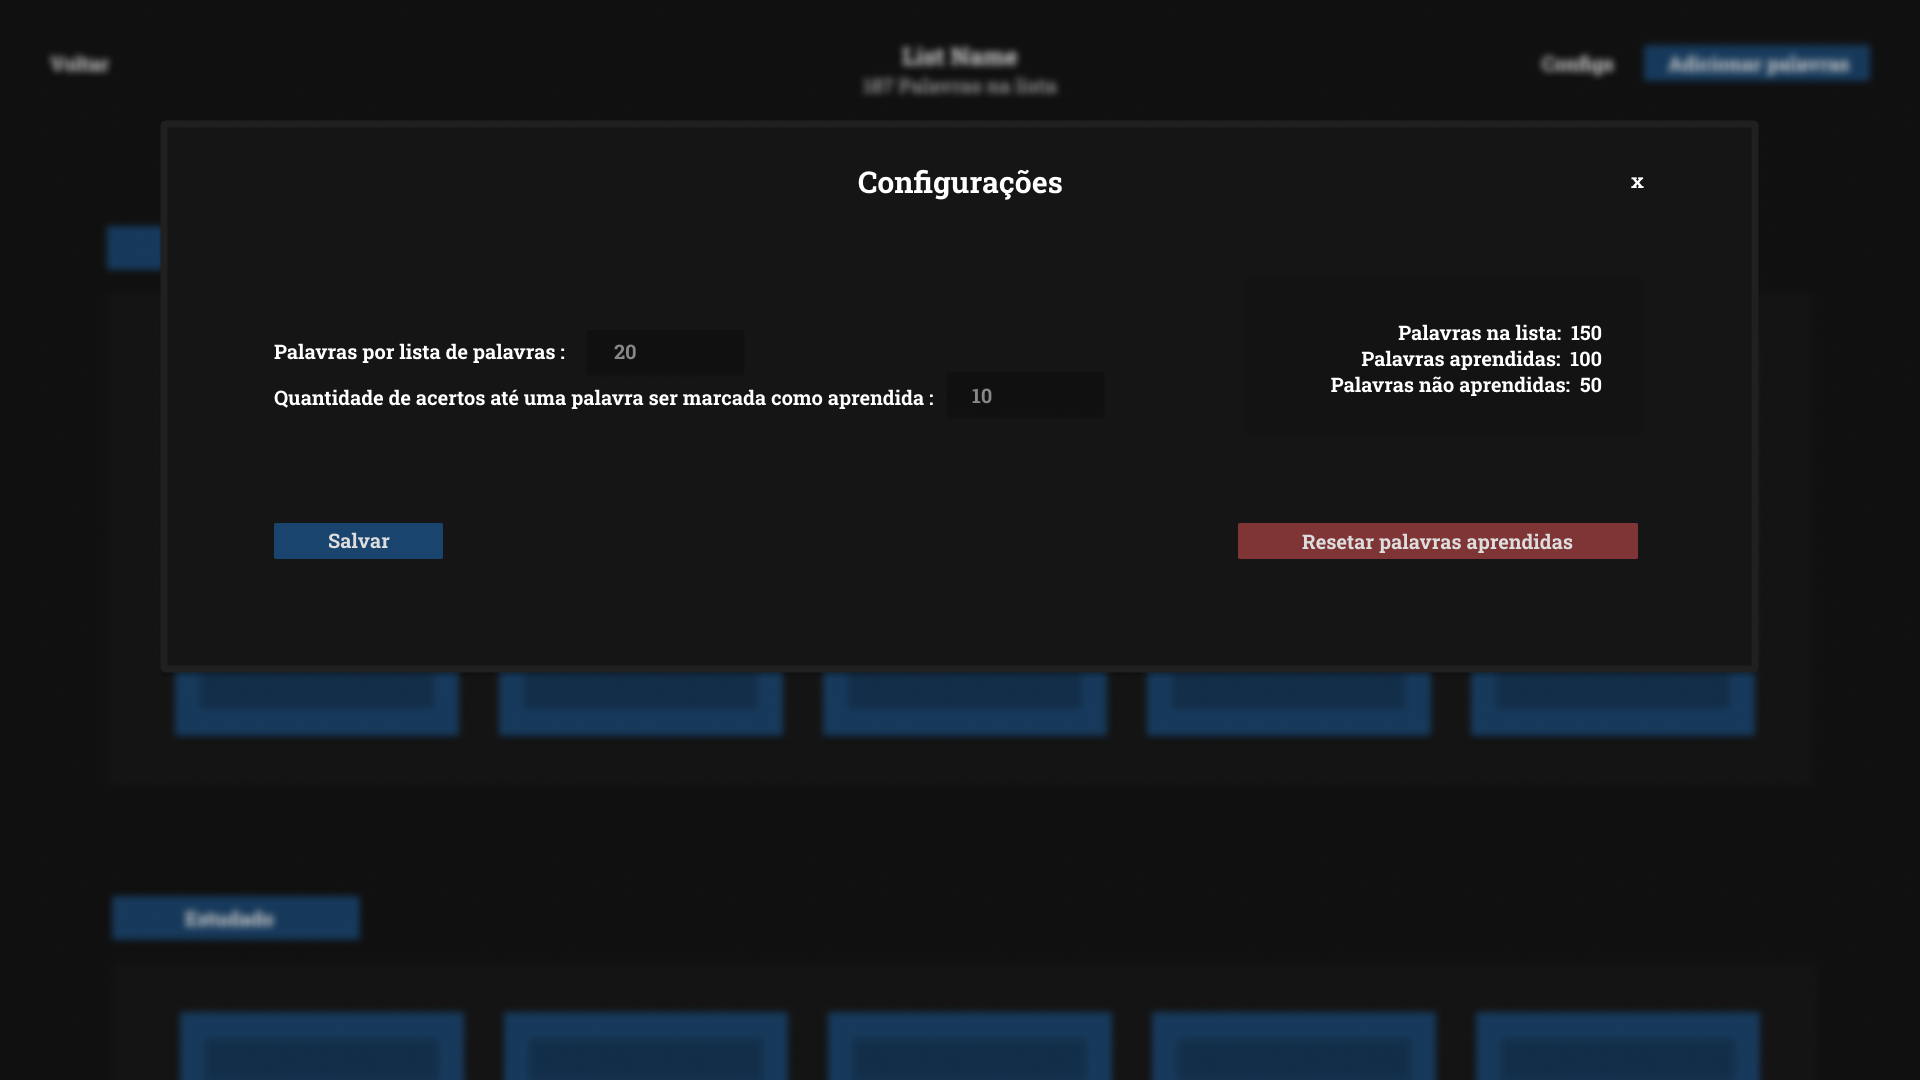 Voltar
List Name
187 Palavras na lista
Configs
Adicionar palavras
Configurações
x
Palavras por lista de palavras : 20
Quantidade de acertos até uma palavra ser marcada como aprendida : 10
Palavras na lista: 150
Palavras aprendidas: 100
Palavras não aprendidas: 50
Salvar
Resetar palavras aprendidas
Estudado